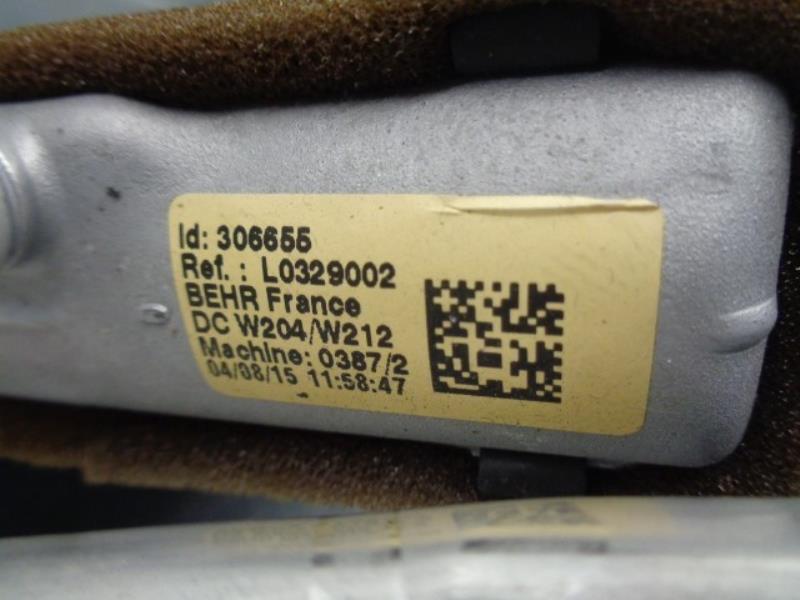 Id: 306655
Ref. : L0329002
BEHR France
DC W204/W212
Machine: 0387/2
04/08/15 11:58:47